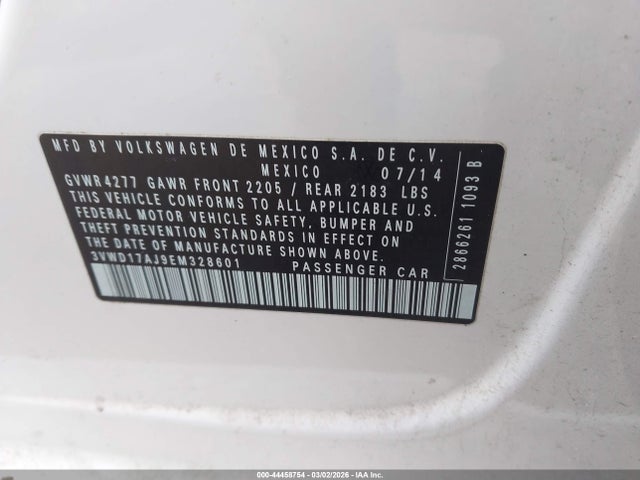 MFD BY VOLKSWAGEN DE MEXICO S.A. DE C.V.
MEXICO 07/14
GVWR 4277 GAWR FRONT 2205 / REAR 2183 LBS
THIS VEHICLE CONFORMS TO ALL APPLICABLE U.S.
FEDERAL MOTOR VEHICLE SAFETY, BUMPER AND
THEFT PREVENTION STANDARDS IN EFFECT ON
THE DATE OF MANUFACTURE SHOWN ABOVE.
3VWD17AJ9EM328601 PASSENGER CAR
2866261 1093 B
000-44458754 | 03/02/2026 - IAA Inc.